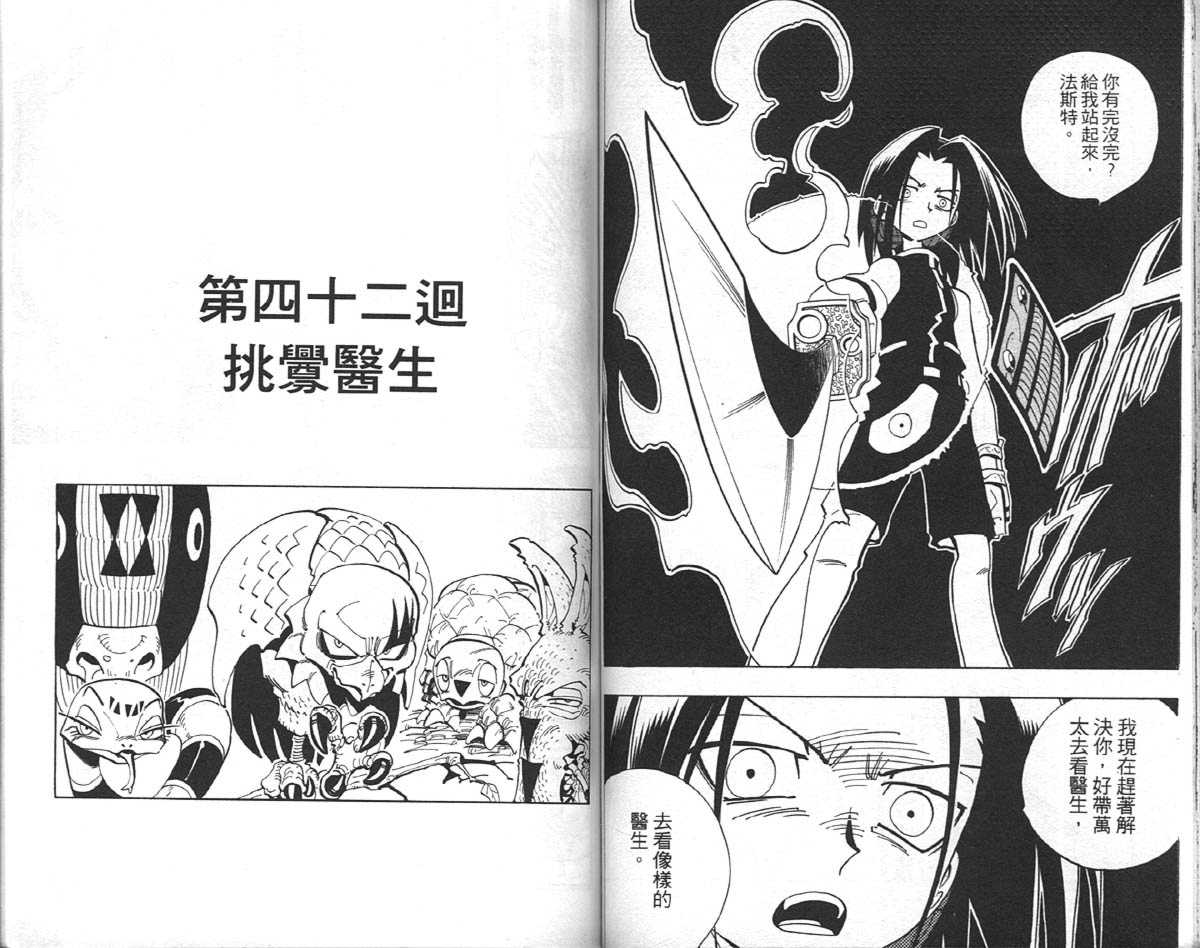 你有完沒完?
給我站起來,
法斯特。
我現在趕著解
決你,好帶萬
太去看醫生,
去看像樣的
醫生。
第四十二迴
挑釁醫生